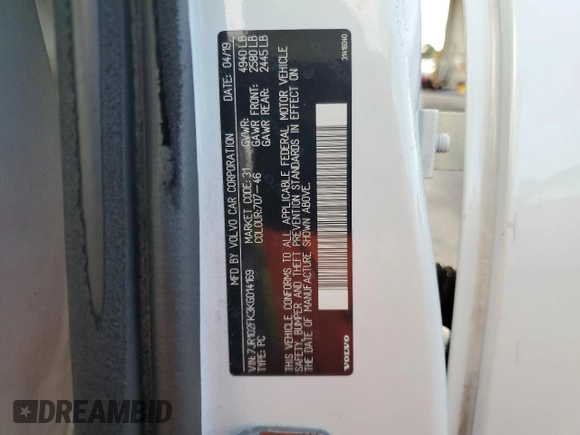 MFD BY VOLVO CAR CORPORATION DATE: 04/19
MARKET CODE: 31 GVWR: 4940 LB
COLOUR: 707-46 GAWR FRONT: 2580 LB
GAWR REAR: 2445 LB
VIN: 7JR102FK3KG014169
TYPE: PC
THIS VEHICLE CONFORMS TO ALL APPLICABLE FEDERAL MOTOR VEHICLE
SAFETY, BUMPER AND THEFT PREVENTION STANDARDS IN EFFECT ON
THE DATE OF MANUFACTURE SHOWN ABOVE.
VOLVO
31416040
DREAMBID